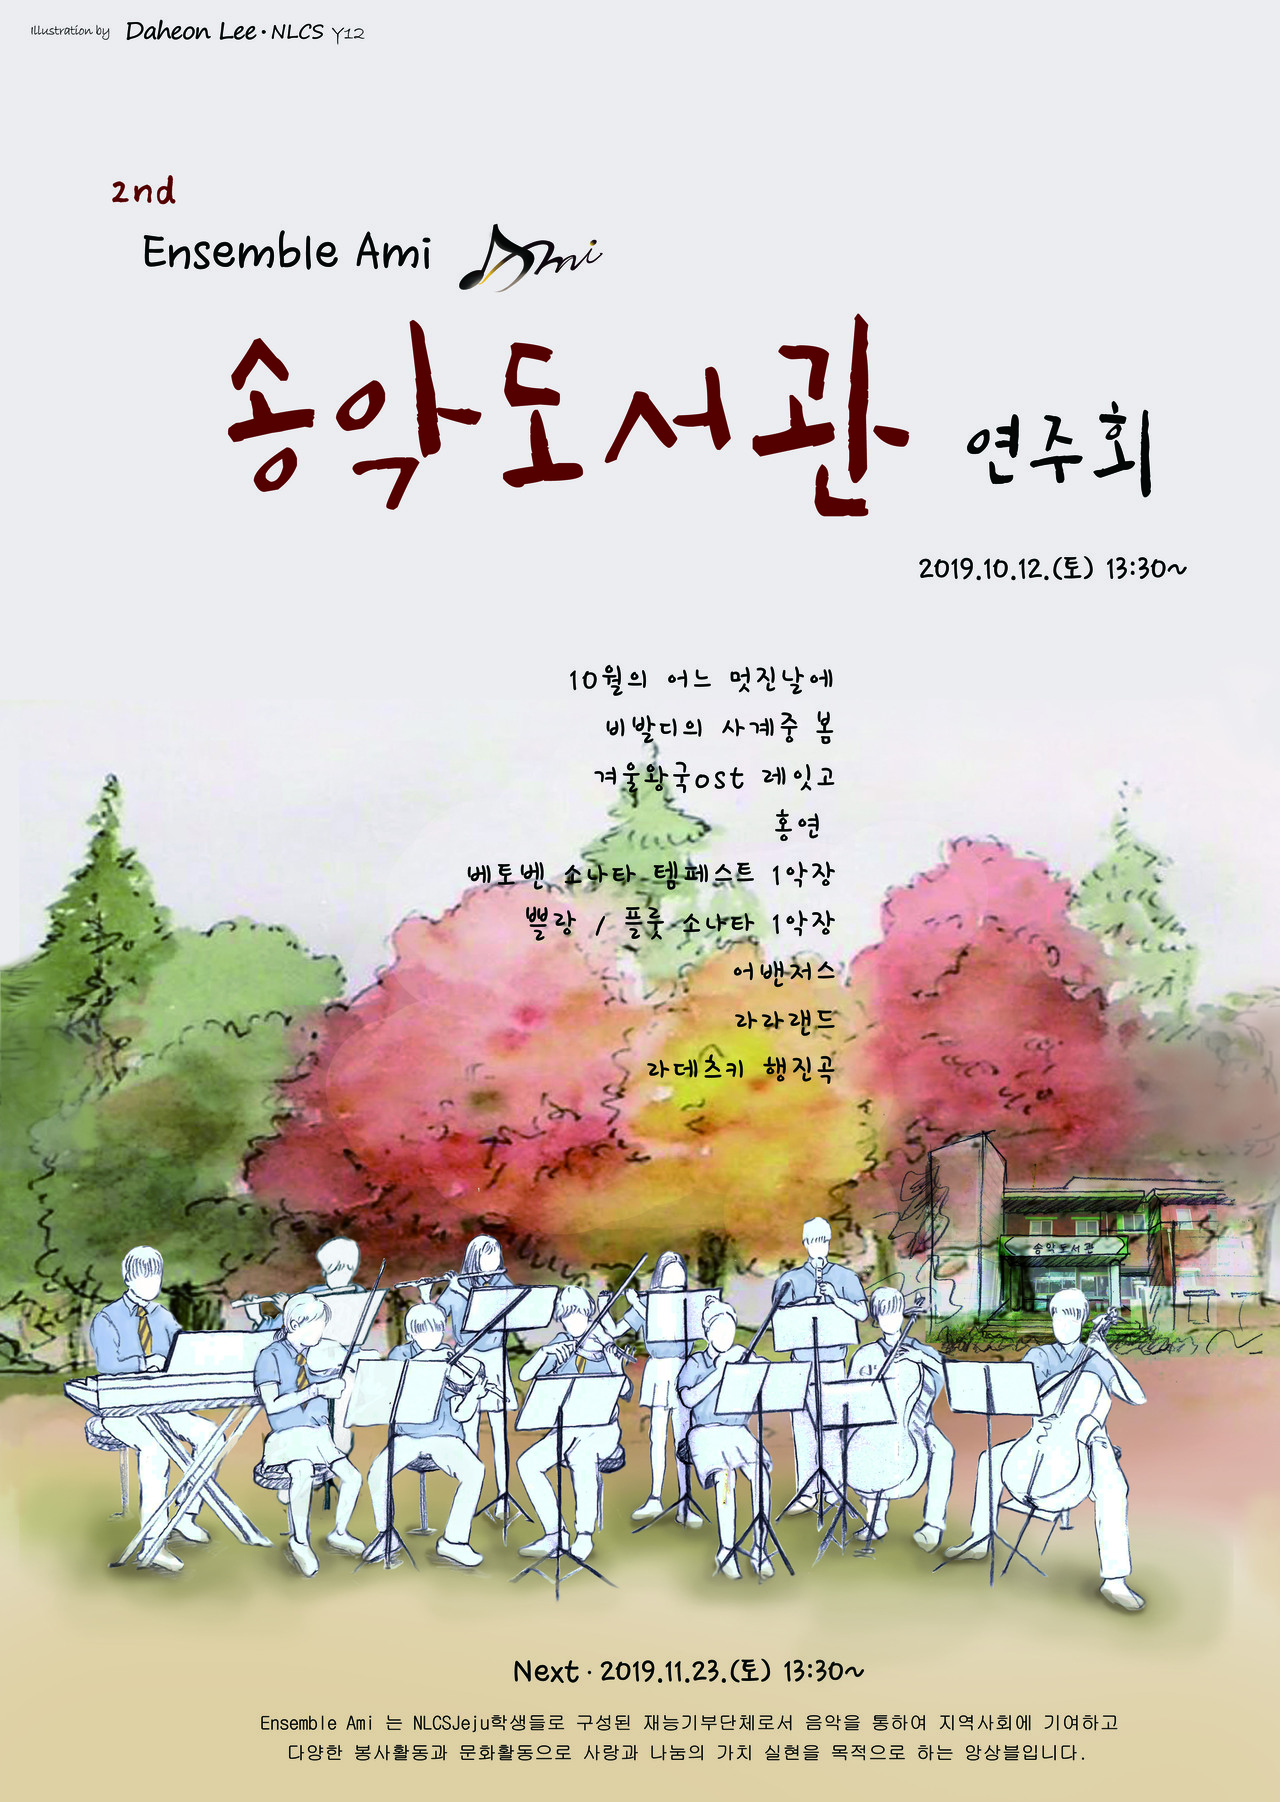 Illustration by Daheon Lee · NLCS Y12
2nd
Ensemble Ami Ami
송악도서관 연주회
2019.10.12.(토) 13:30~
10월의 어느 멋진날에
비발디의 사계중 봄
겨울왕국ost 레잇고
홍연
베토벤 소나타 템페스트 1악장
쁠랑 / 플룻 소나타 1악장
어밴저스
라라랜드
라데츠키 행진곡
송악도서관
Next · 2019.11.23.(토) 13:30~
Ensemble Ami 는 NLCSJeju학생들로 구성된 재능기부단체로서 음악을 통하여 지역사회에 기여하고
다양한 봉사활동과 문화활동으로 사랑과 나눔의 가치 실현을 목적으로 하는 앙상블입니다.